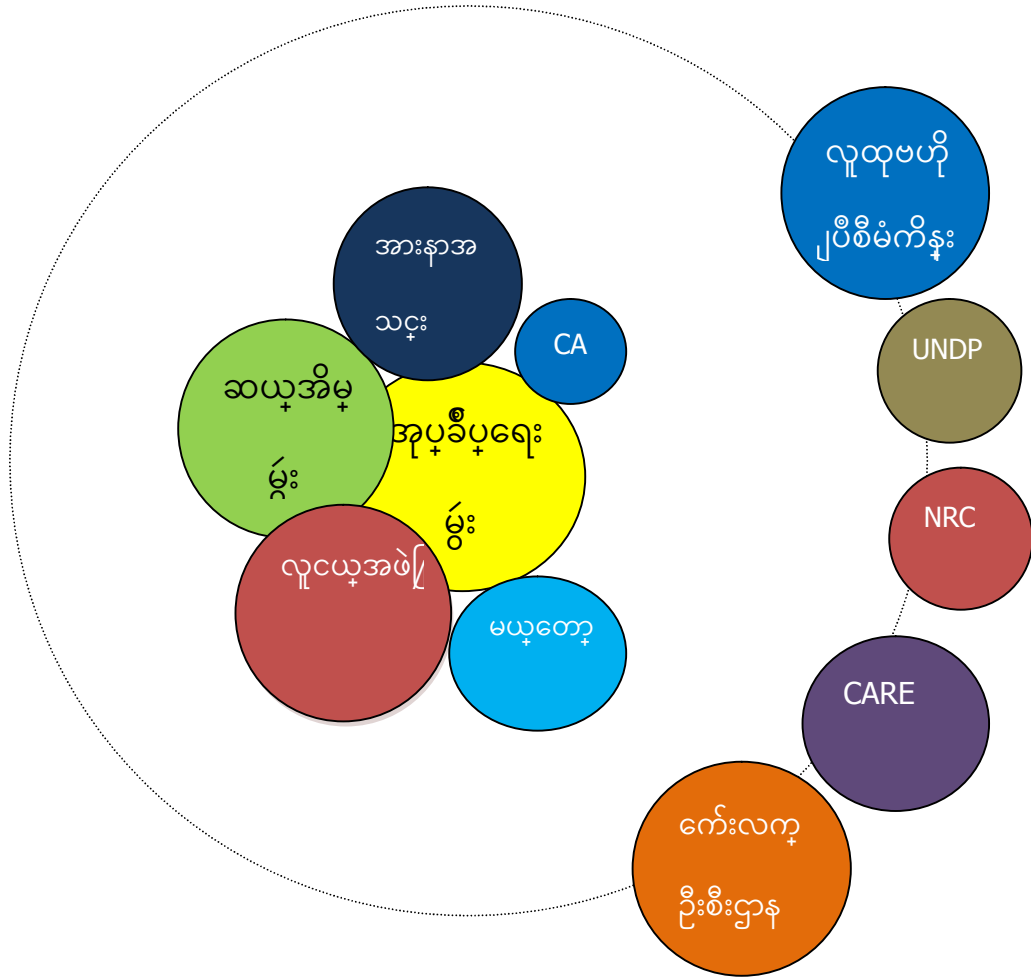 လူထုဗဟို
ျပဳစီမံကိန္း
အားနာအ
သင္း
CA
UNDP
ဆယ္အိမ္
မွဴး
အုပ္ခ်ဳပ္ေရး
မွဴး
NRC
လူငယ္အဖဲြ႔
မယ္ေတာ္
CARE
ေက်းလက္
ဦးစီးဌာန